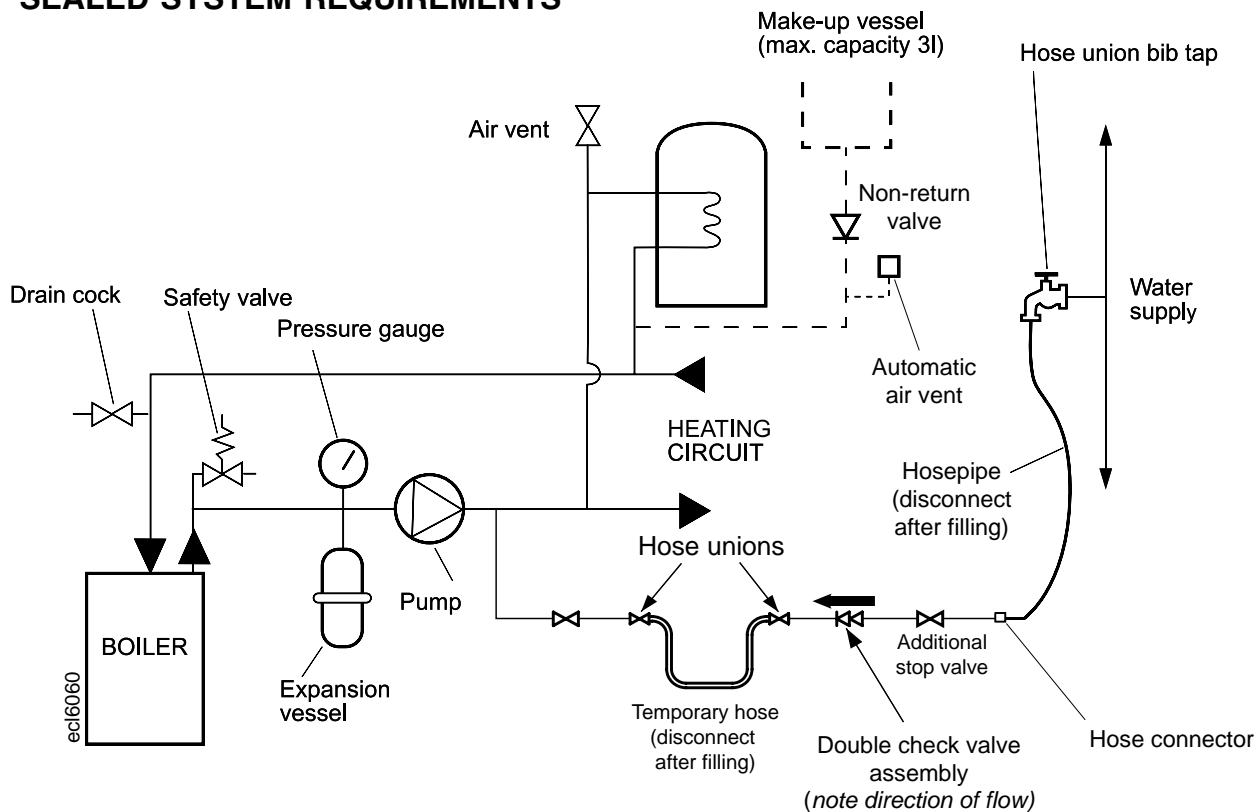 SEALED SYSTEM REQUIREMENTS
Make-up vessel
(max. capacity 3l)
Hose union bib tap
Air vent
Non-return
valve
Drain cock
Safety valve
Pressure gauge
Water
supply
Automatic
air vent
HEATING
CIRCUIT
Hosepipe
(disconnect
after filling)
Hose unions
Pump
BOILER
ecl6060
Expansion
vessel
Additional
stop valve
Temporary hose
(disconnect
after filling)
Double check valve
assembly
(note direction of flow)
Hose connector